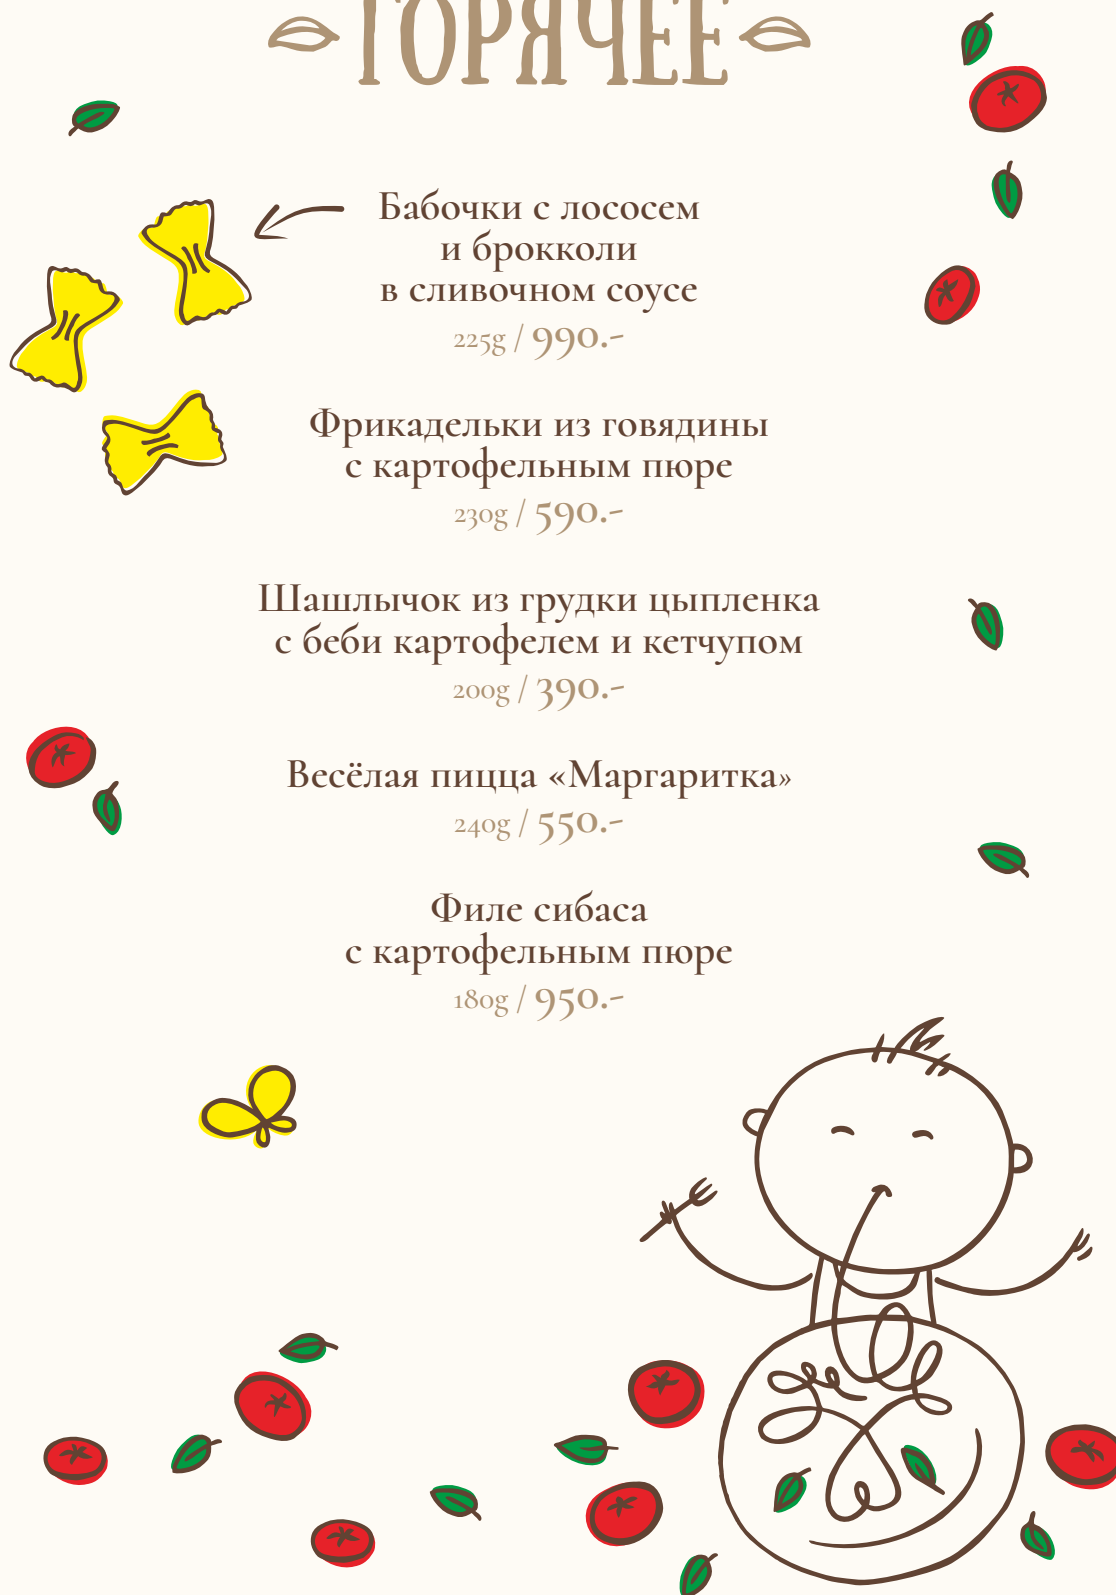 ГОРЯЧЕЕ
Бабочки с лососем
и брокколи
в сливочном соусе
225g / 990.-
Фрикадельки из говядины
с картофельным пюре
230g / 590.-
Шашлычок из грудки цыпленка
с беби картофелем и кетчупом
200g / 390.-
Весёлая пицца «Маргаритка»
240g / 550.-
Филе сибаса
с картофельным пюре
180g / 950.-